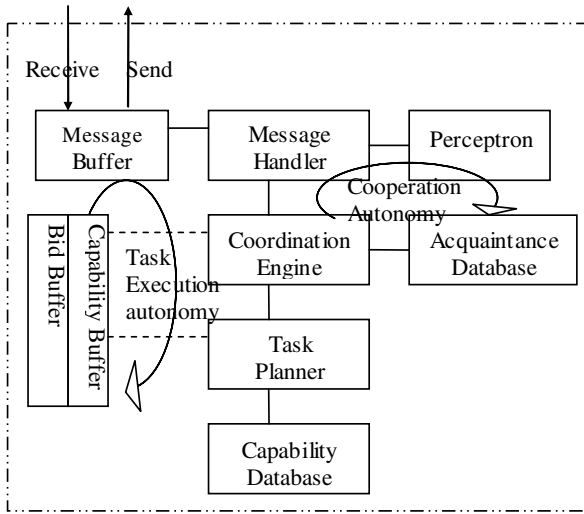 Receive Send
Message
Buffer
Message
Handler
Perceptron
Cooperation
Autonomy
Bid Buffer
Capability Buffer
Task
Execution
autonomy
Coordination
Engine
Acquaintance
Database
Task
Planner
Capability
Database